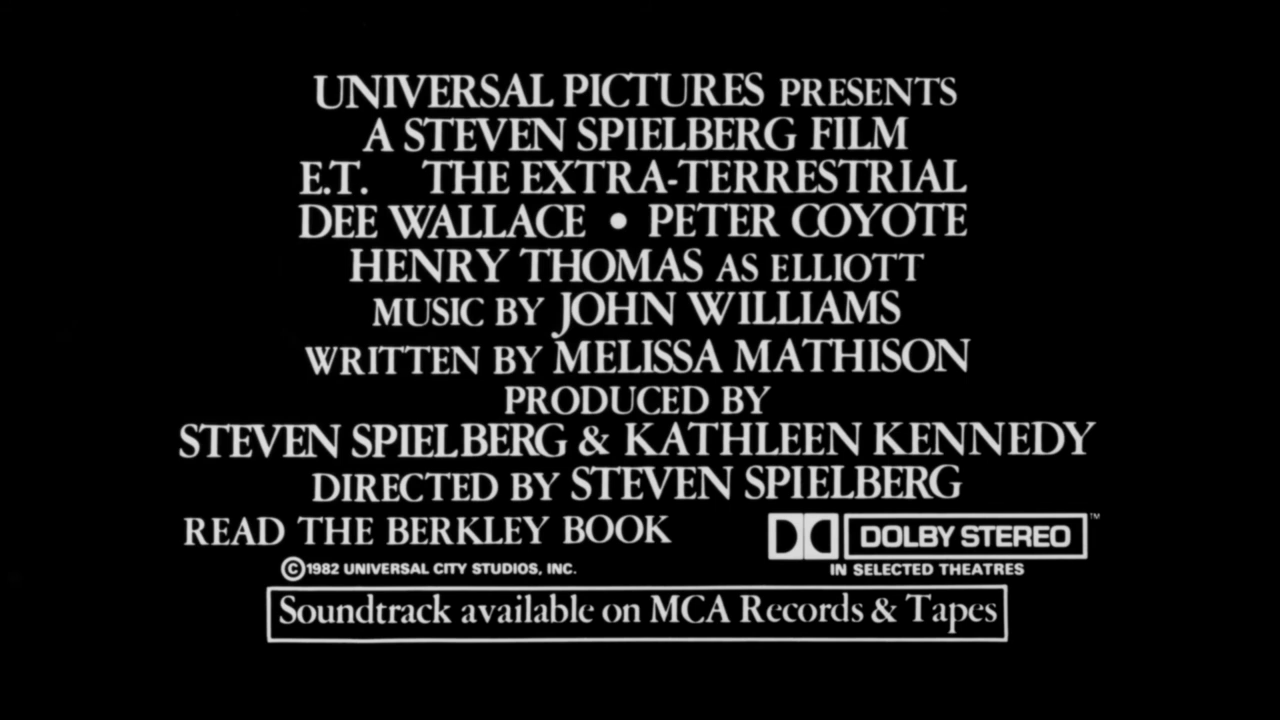 UNIVERSAL PICTURES PRESENTS
A STEVEN SPIELBERG FILM
E.T. THE EXTRA-TERRESTRIAL
DEE WALLACE • PETER COYOTE
HENRY THOMAS AS ELLIOTT
MUSIC BY JOHN WILLIAMS
WRITTEN BY MELISSA MATHISON
PRODUCED BY
STEVEN SPIELBERG & KATHLEEN KENNEDY
DIRECTED BY STEVEN SPIELBERG
READ THE BERKLEY BOOK
©1982 UNIVERSAL CITY STUDIOS, INC.
DOLBY STEREO™
IN SELECTED THEATRES
Soundtrack available on MCA Records & Tapes